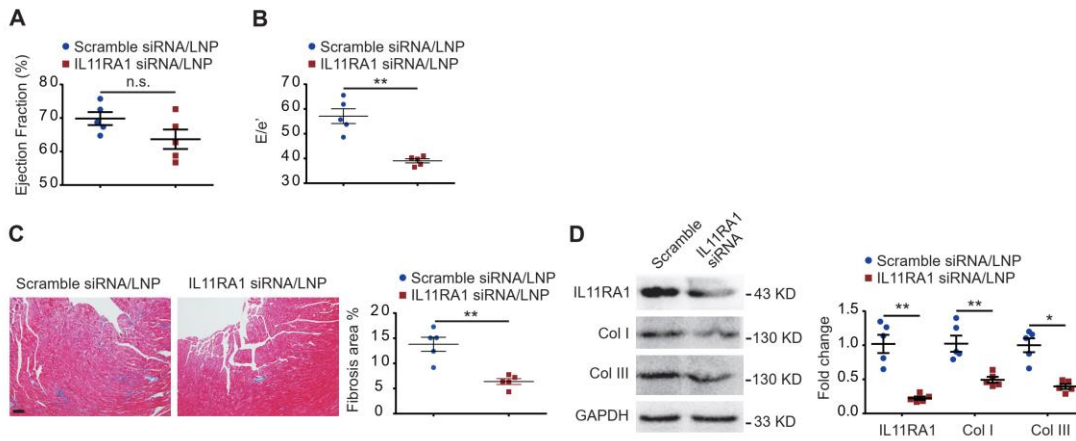 A
Scramble siRNA/LNP
IL11RA1 siRNA/LNP
n.s.
Ejection Fraction (%)
80
70
60
50
B
Scramble siRNA/LNP
IL11RA1 siRNA/LNP
**
E/e'
70
60
50
40
30
C
Scramble siRNA/LNP
IL11RA1 siRNA/LNP
Scramble siRNA/LNP
IL11RA1 siRNA/LNP
**
Fibrosis area %
20
15
10
5
0
D
Scramble
IL11RA1
siRNA
IL11RA1
-43 KD
Col I
-130 KD
Col III
-130 KD
GAPDH
-33 KD
Scramble siRNA/LNP
IL11RA1 siRNA/LNP
**
**
*
Fold change
1.5
1.0
0.5
0.0
IL11RA1
Col I
Col III